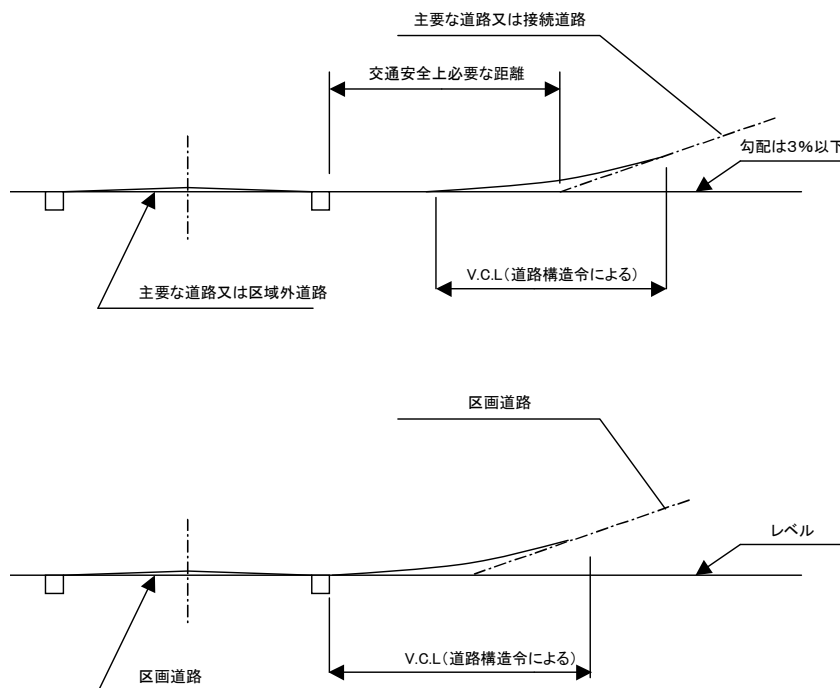 主要な道路又は接続道路
交通安全上必要な距離
勾配は3%以下
V.C.L(道路構造令による)
主要な道路又は区域外道路
区画道路
レベル
V.C.L(道路構造令による)
区画道路